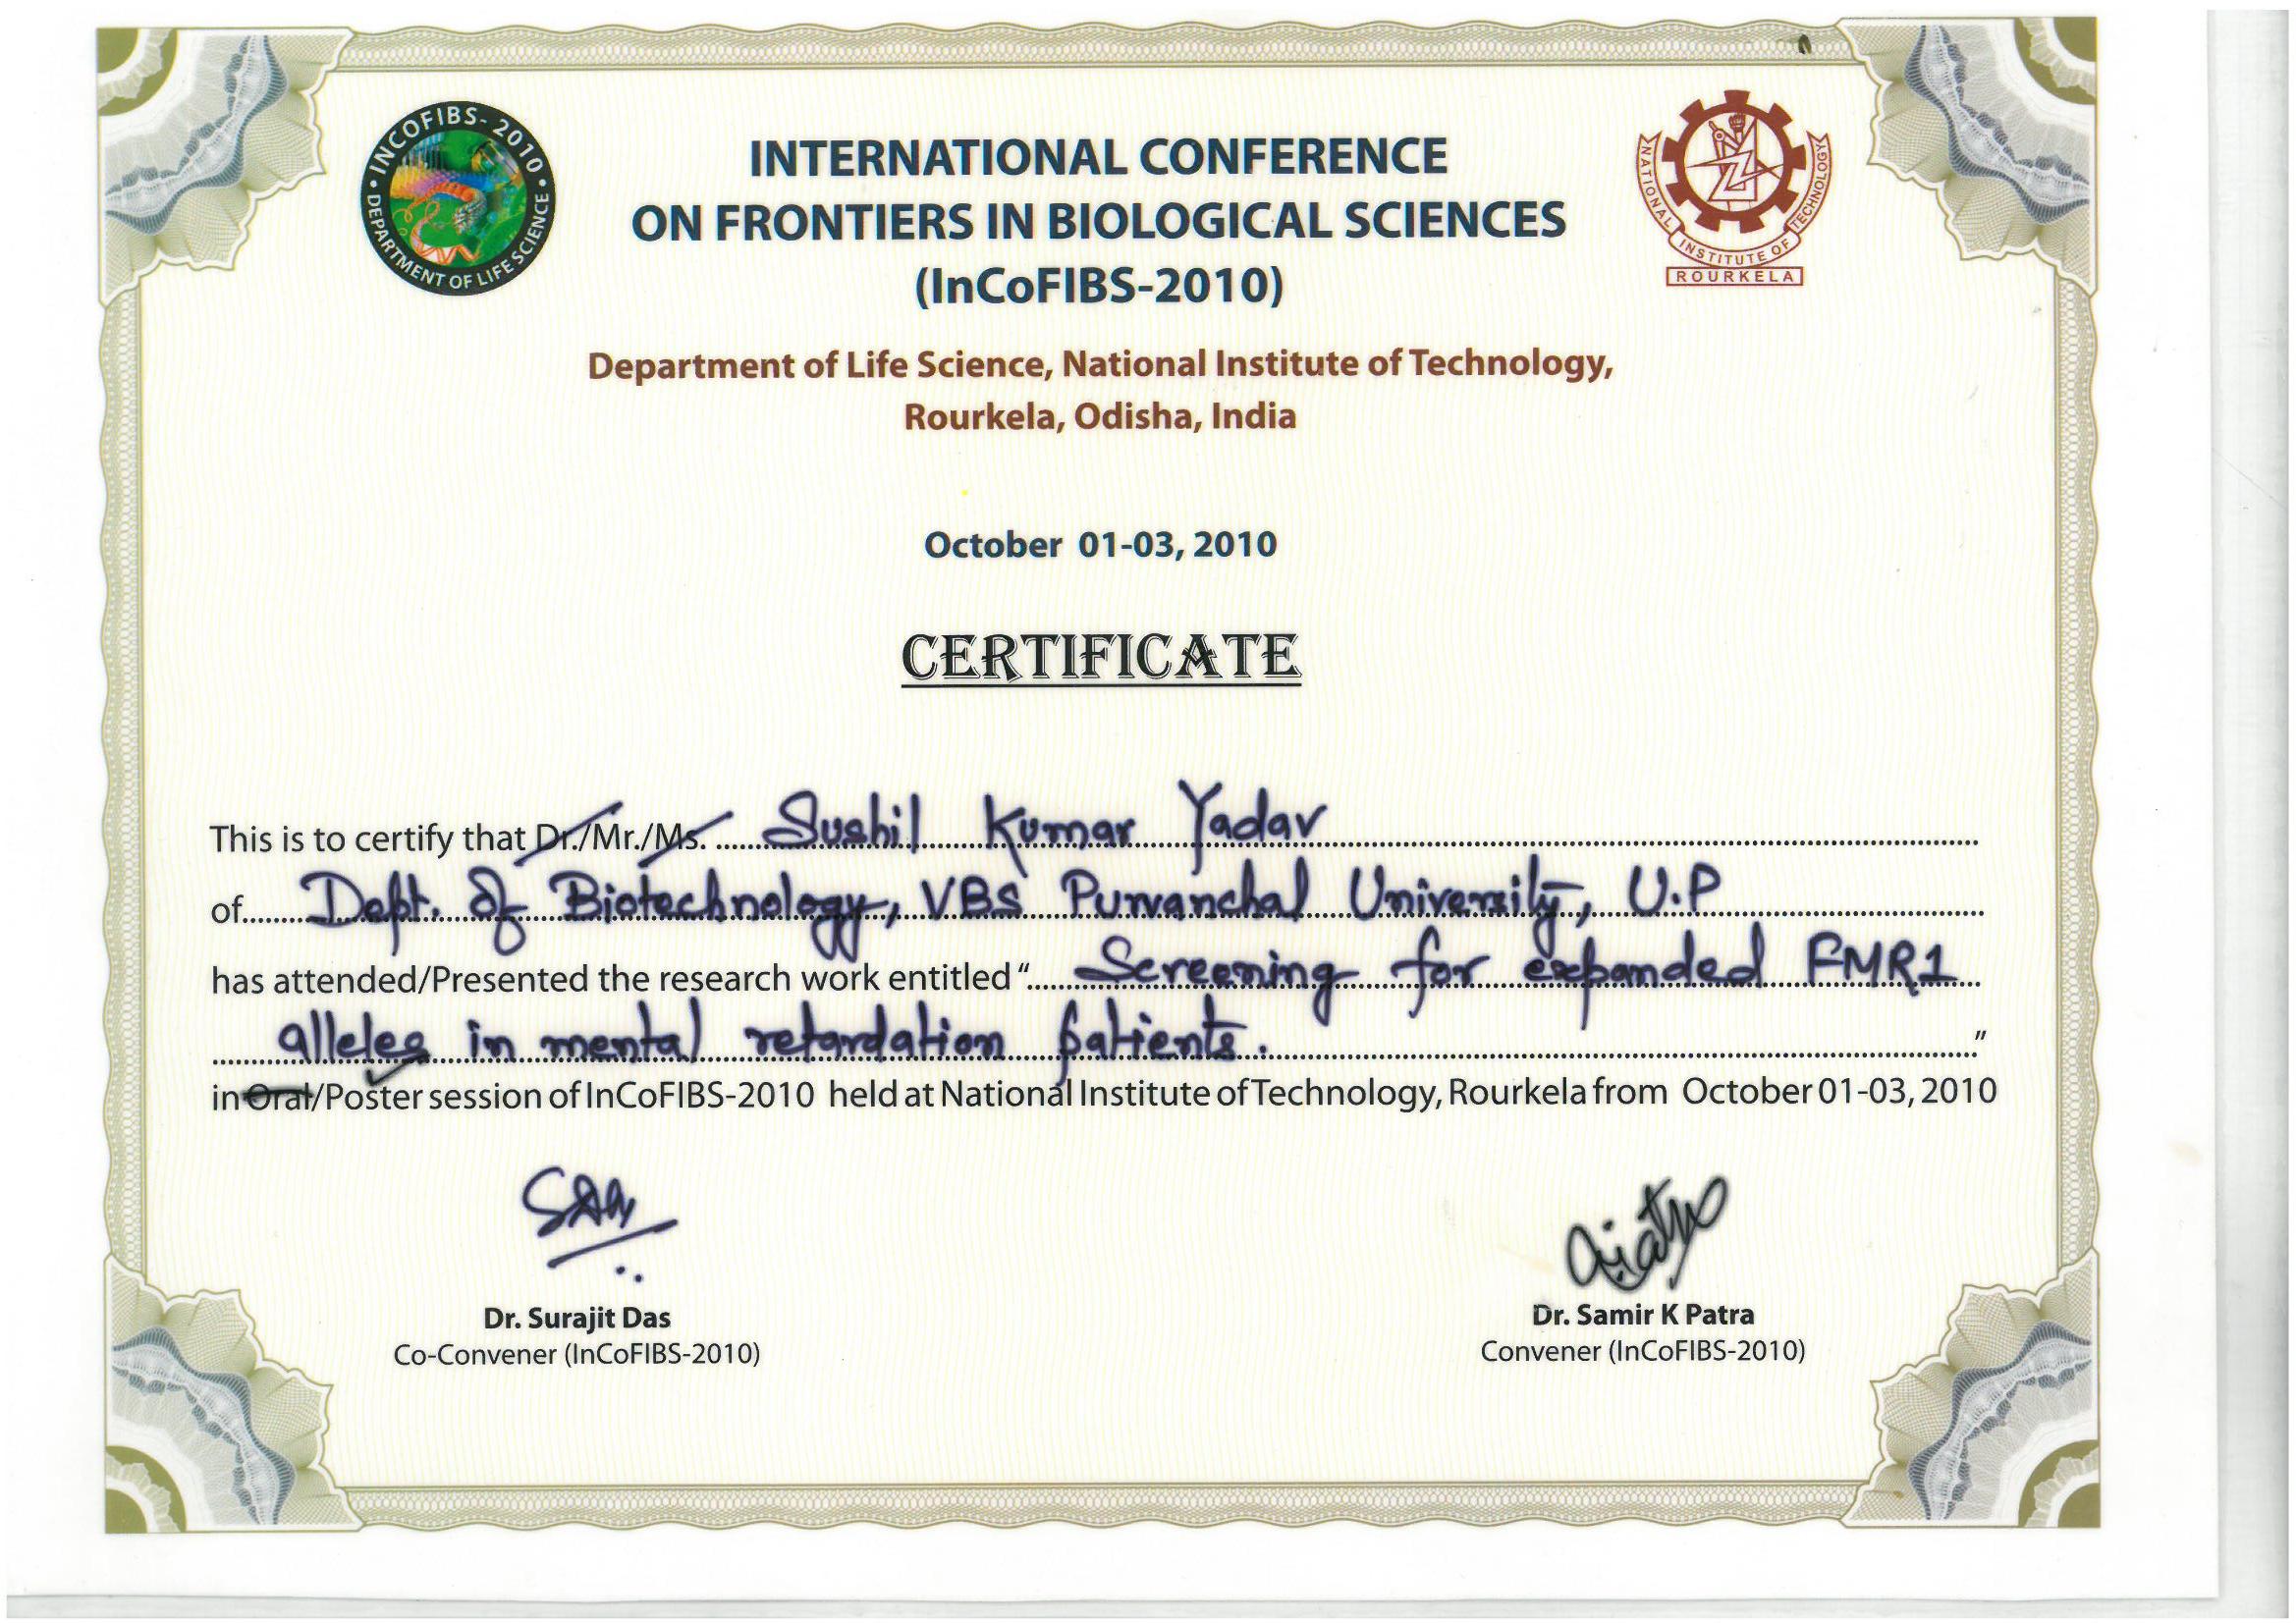 INCOFIBS- 2010
DEPARTMENT OF LIFE SCIENCE
INTERNATIONAL CONFERENCE
ON FRONTIERS IN BIOLOGICAL SCIENCES
(InCoFIBS-2010)
NATIONAL INSTITUTE OF TECHNOLOGY
ROURKELA
Department of Life Science, National Institute of Technology,
Rourkela, Odisha, India
October 01-03, 2010
CERTIFICATE
This is to certify that Dr./Mr./Ms. Sushil Kumar Yadav
of Deptt. of Biotechnology, VBS Purvanchal University, U.P
has attended/Presented the research work entitled “ Screening for expanded FMR1
alleles in mental retardation patients. ”
in Oral/Poster session of InCoFIBS-2010 held at National Institute of Technology, Rourkela from October 01-03, 2010
Dr. Surajit Das
Co-Convener (InCoFIBS-2010)
Dr. Samir K Patra
Convener (InCoFIBS-2010)